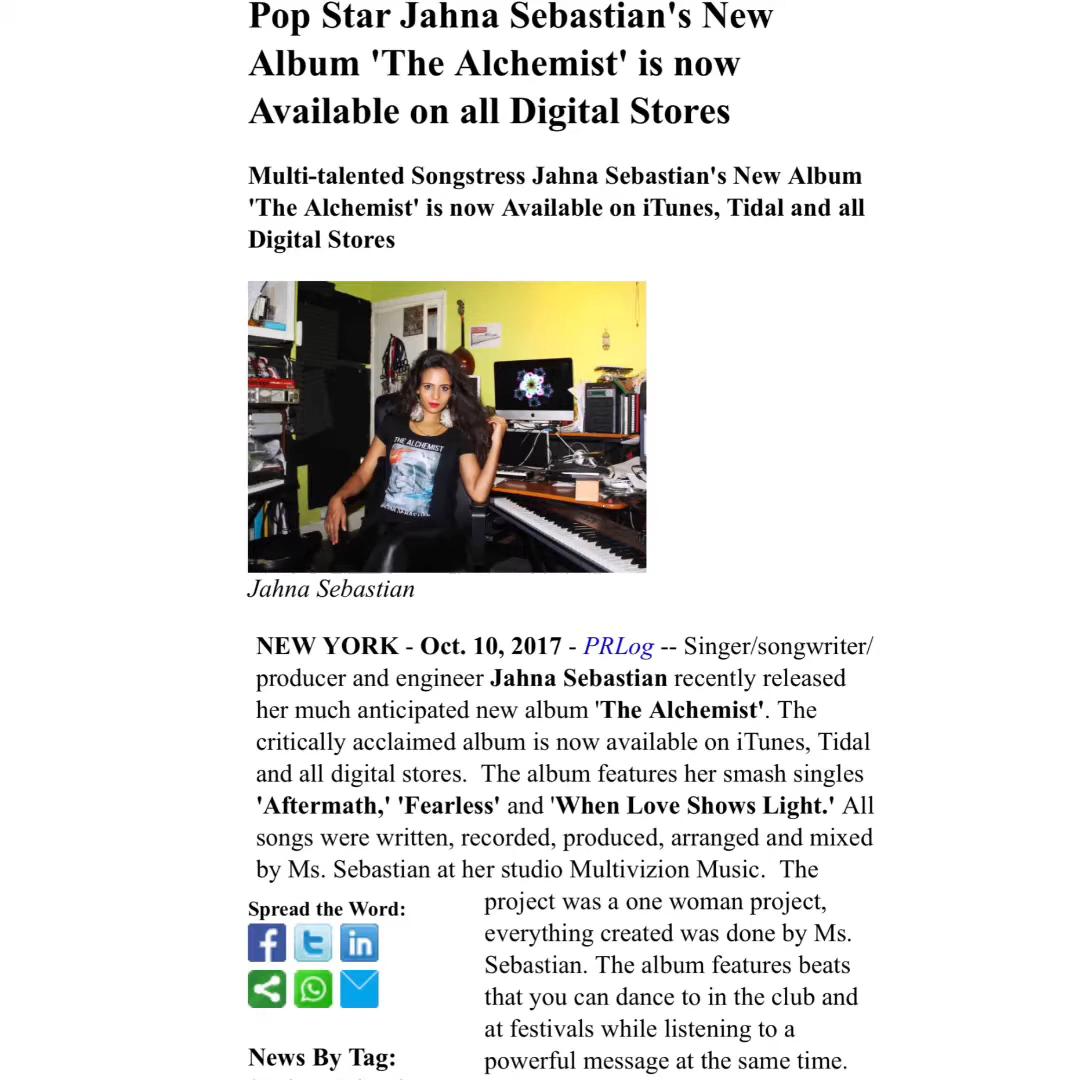 Pop Star Jahna Sebastian's New
Album 'The Alchemist' is now
Available on all Digital Stores
Multi-talented Songstress Jahna Sebastian's New Album
'The Alchemist' is now Available on iTunes, Tidal and all
Digital Stores
THE ALCHEMIST
Jahna Sebastian
NEW YORK - Oct. 10, 2017 - PRLog -- Singer/songwriter/
producer and engineer Jahna Sebastian recently released
her much anticipated new album 'The Alchemist'. The
critically acclaimed album is now available on iTunes, Tidal
and all digital stores.  The album features her smash singles
'Aftermath,' 'Fearless' and 'When Love Shows Light.' All
songs were written, recorded, produced, arranged and mixed
by Ms. Sebastian at her studio Multivizion Music.  The
project was a one woman project,
everything created was done by Ms.
Sebastian. The album features beats
that you can dance to in the club and
at festivals while listening to a
powerful message at the same time.
Spread the Word:
News By Tag: